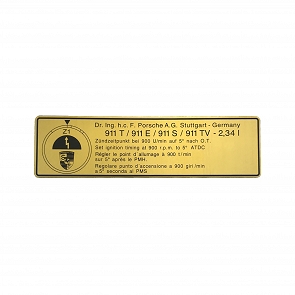 Z1
Dr. Ing. h.c. F. Porsche A.G. Stuttgart - Germany
911 T / 911 E / 911 S / 911 TV - 2,34 l
Zündzeitpunkt bei 900 U/min auf 5° nach O.T.
Set ignition timing at 900 r.p.m. to 5° ATDC
Régler le point d'allumage à 900 t/min
sur 5° après le PMH.
Regolare punto d'accensione a 900 giri/min
a 5° seconda al PMS